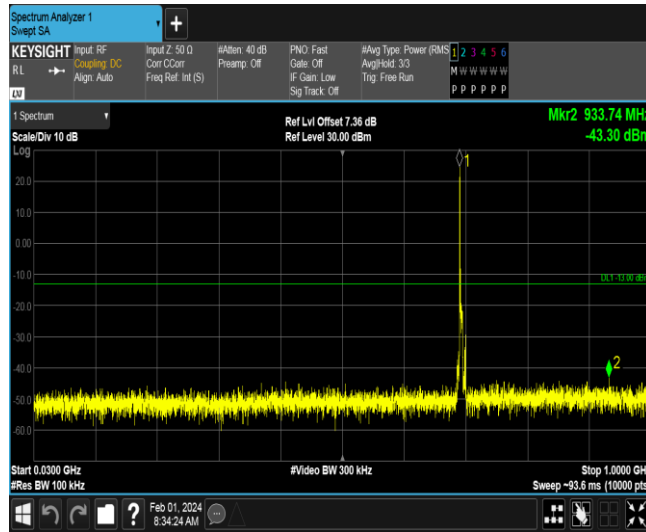 Spectrum Analyzer 1
Swept SA
+
KEYSIGHT
RL
LXI
Input: RF
Coupling: DC
Align: Auto
Input Z: 50 Ω
Corr CCorr
Freq Ref: Int (S)
#Atten: 40 dB
Preamp: Off
PNO: Fast
Gate: Off
IF Gain: Low
Sig Track: Off
#Avg Type: Power (RMS
Avg|Hold: 3/3
Trig: Free Run
1 2 3 4 5 6
M W W W W W
P P P P P P
1 Spectrum
Scale/Div 10 dB
Log
Ref Lvl Offset 7.36 dB
Ref Level 30.00 dBm
Mkr2 933.74 MHz
-43.30 dBm
1
20.0
10.0
0.00
-10.0
DL1 -13.00 dBm
-20.0
-30.0
-40.0
2
-50.0
-60.0
Start 0.0300 GHz
#Res BW 100 kHz
#Video BW 300 kHz
Stop 1.0000 GH
Sweep ~93.6 ms (10000 pts
?
Feb 01, 2024
8:34:24 AM